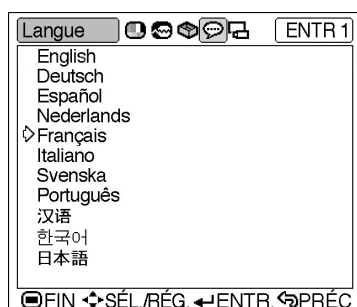 Langue ENTR 1
English
Deutsch
Español
Nederlands
Français
Italiano
Svenska
Português
汉语
한국어
日本語
FIN SÉL./RÉG. ENTR. PRÉC